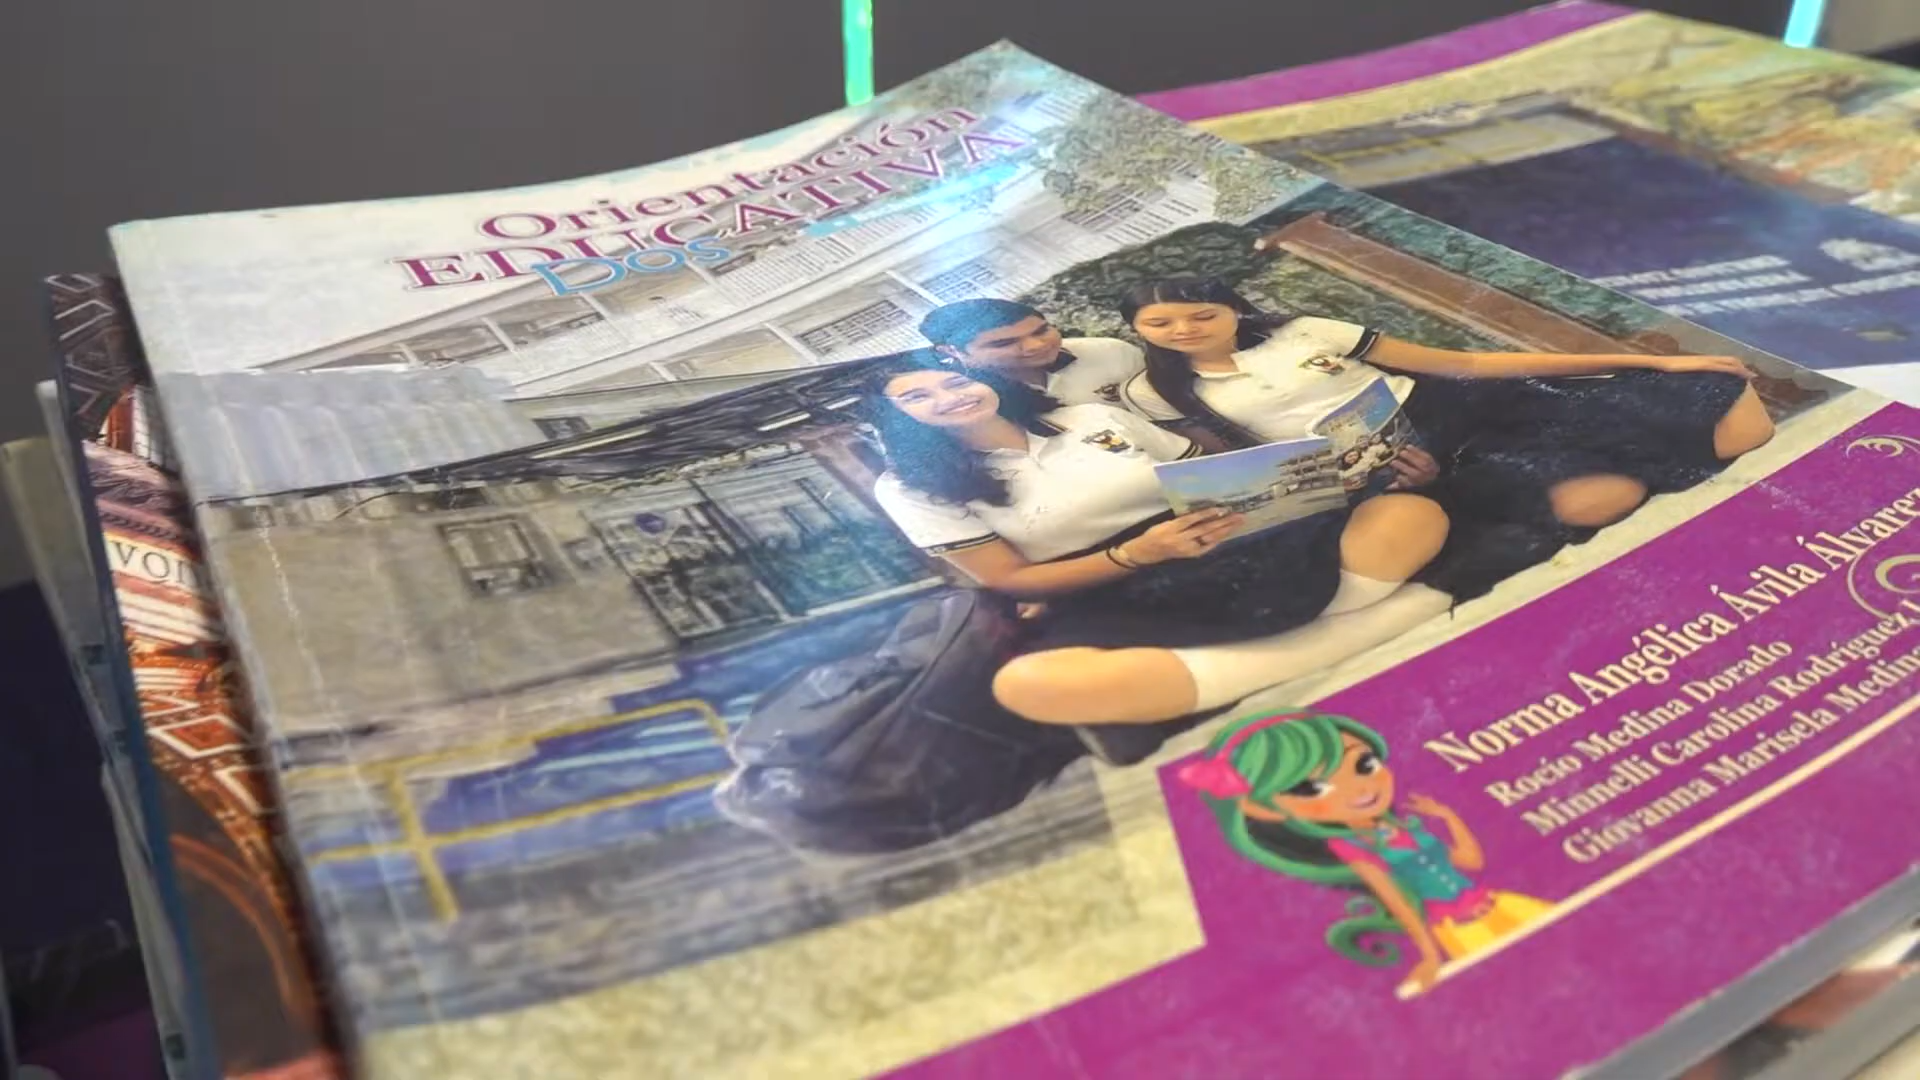 Orientación
EDUCATIVA
Dos
Norma Angélica Ávila Álvarez
Rocío Medina Dorado
Minnelli Carolina Rodríguez
Giovanna Marisela Medina